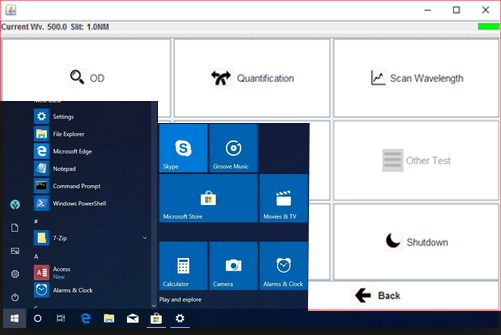 Current Wv. 500.0 Slit: 1.0NM
OD
Quantification
Scan Wavelength
Other Test
Shutdown
Back
Most used
Settings
File Explorer
Microsoft Edge
Notepad
Command Prompt
Windows PowerShell
#
7-Zip
A
Access
New
Alarms & Clock
Skype
Groove Music
Microsoft Store
Movies & TV
Calculator
Camera
Alarms & Clock
Play and explore